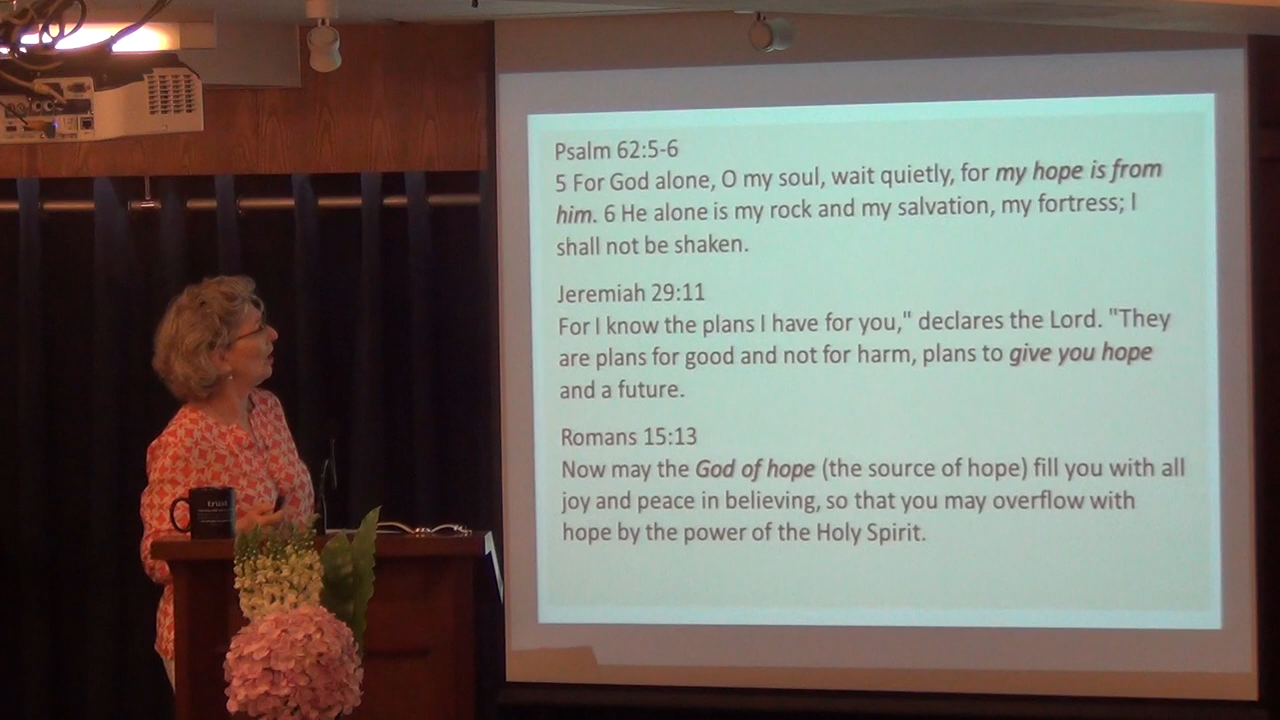 Psalm 62:5-6
5 For God alone, O my soul, wait quietly, for my hope is from
him. 6 He alone is my rock and my salvation, my fortress; I
shall not be shaken.
Jeremiah 29:11
For I know the plans I have for you," declares the Lord. "They
are plans for good and not for harm, plans to give you hope
and a future.
Romans 15:13
Now may the God of hope (the source of hope) fill you with all
joy and peace in believing, so that you may overflow with
hope by the power of the Holy Spirit.
trust